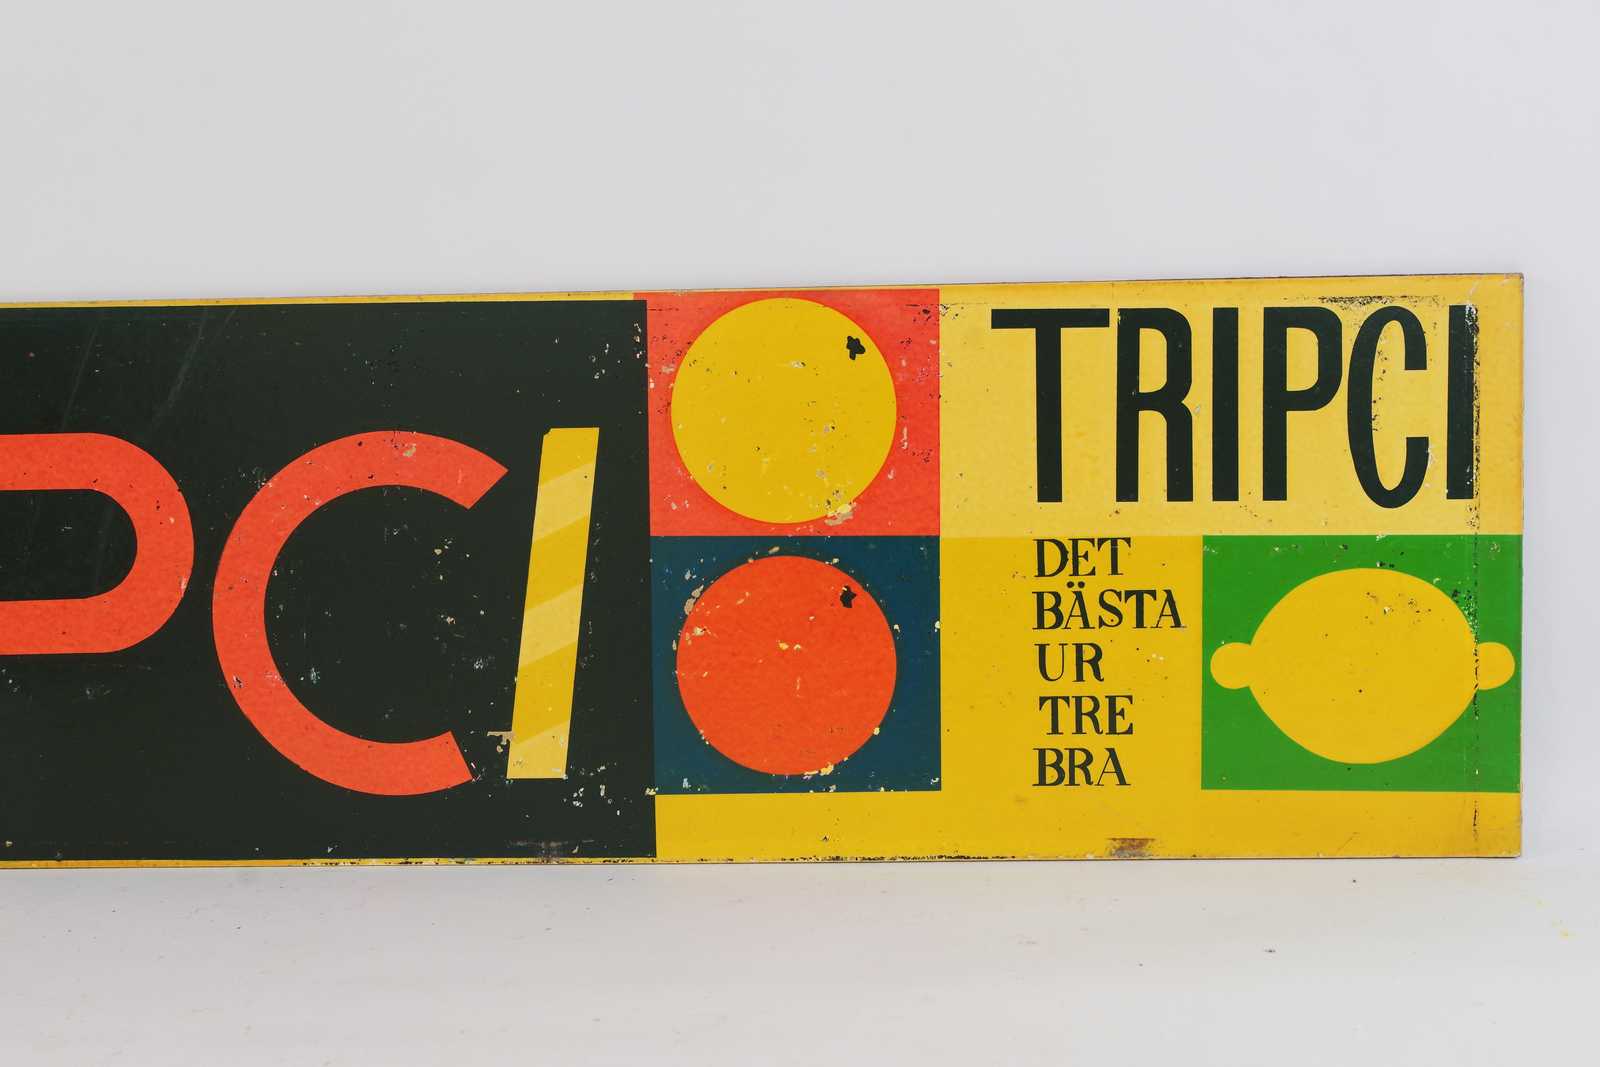 PCI
TRIPCI
DET
BÄSTA
UR
TRE
BRA